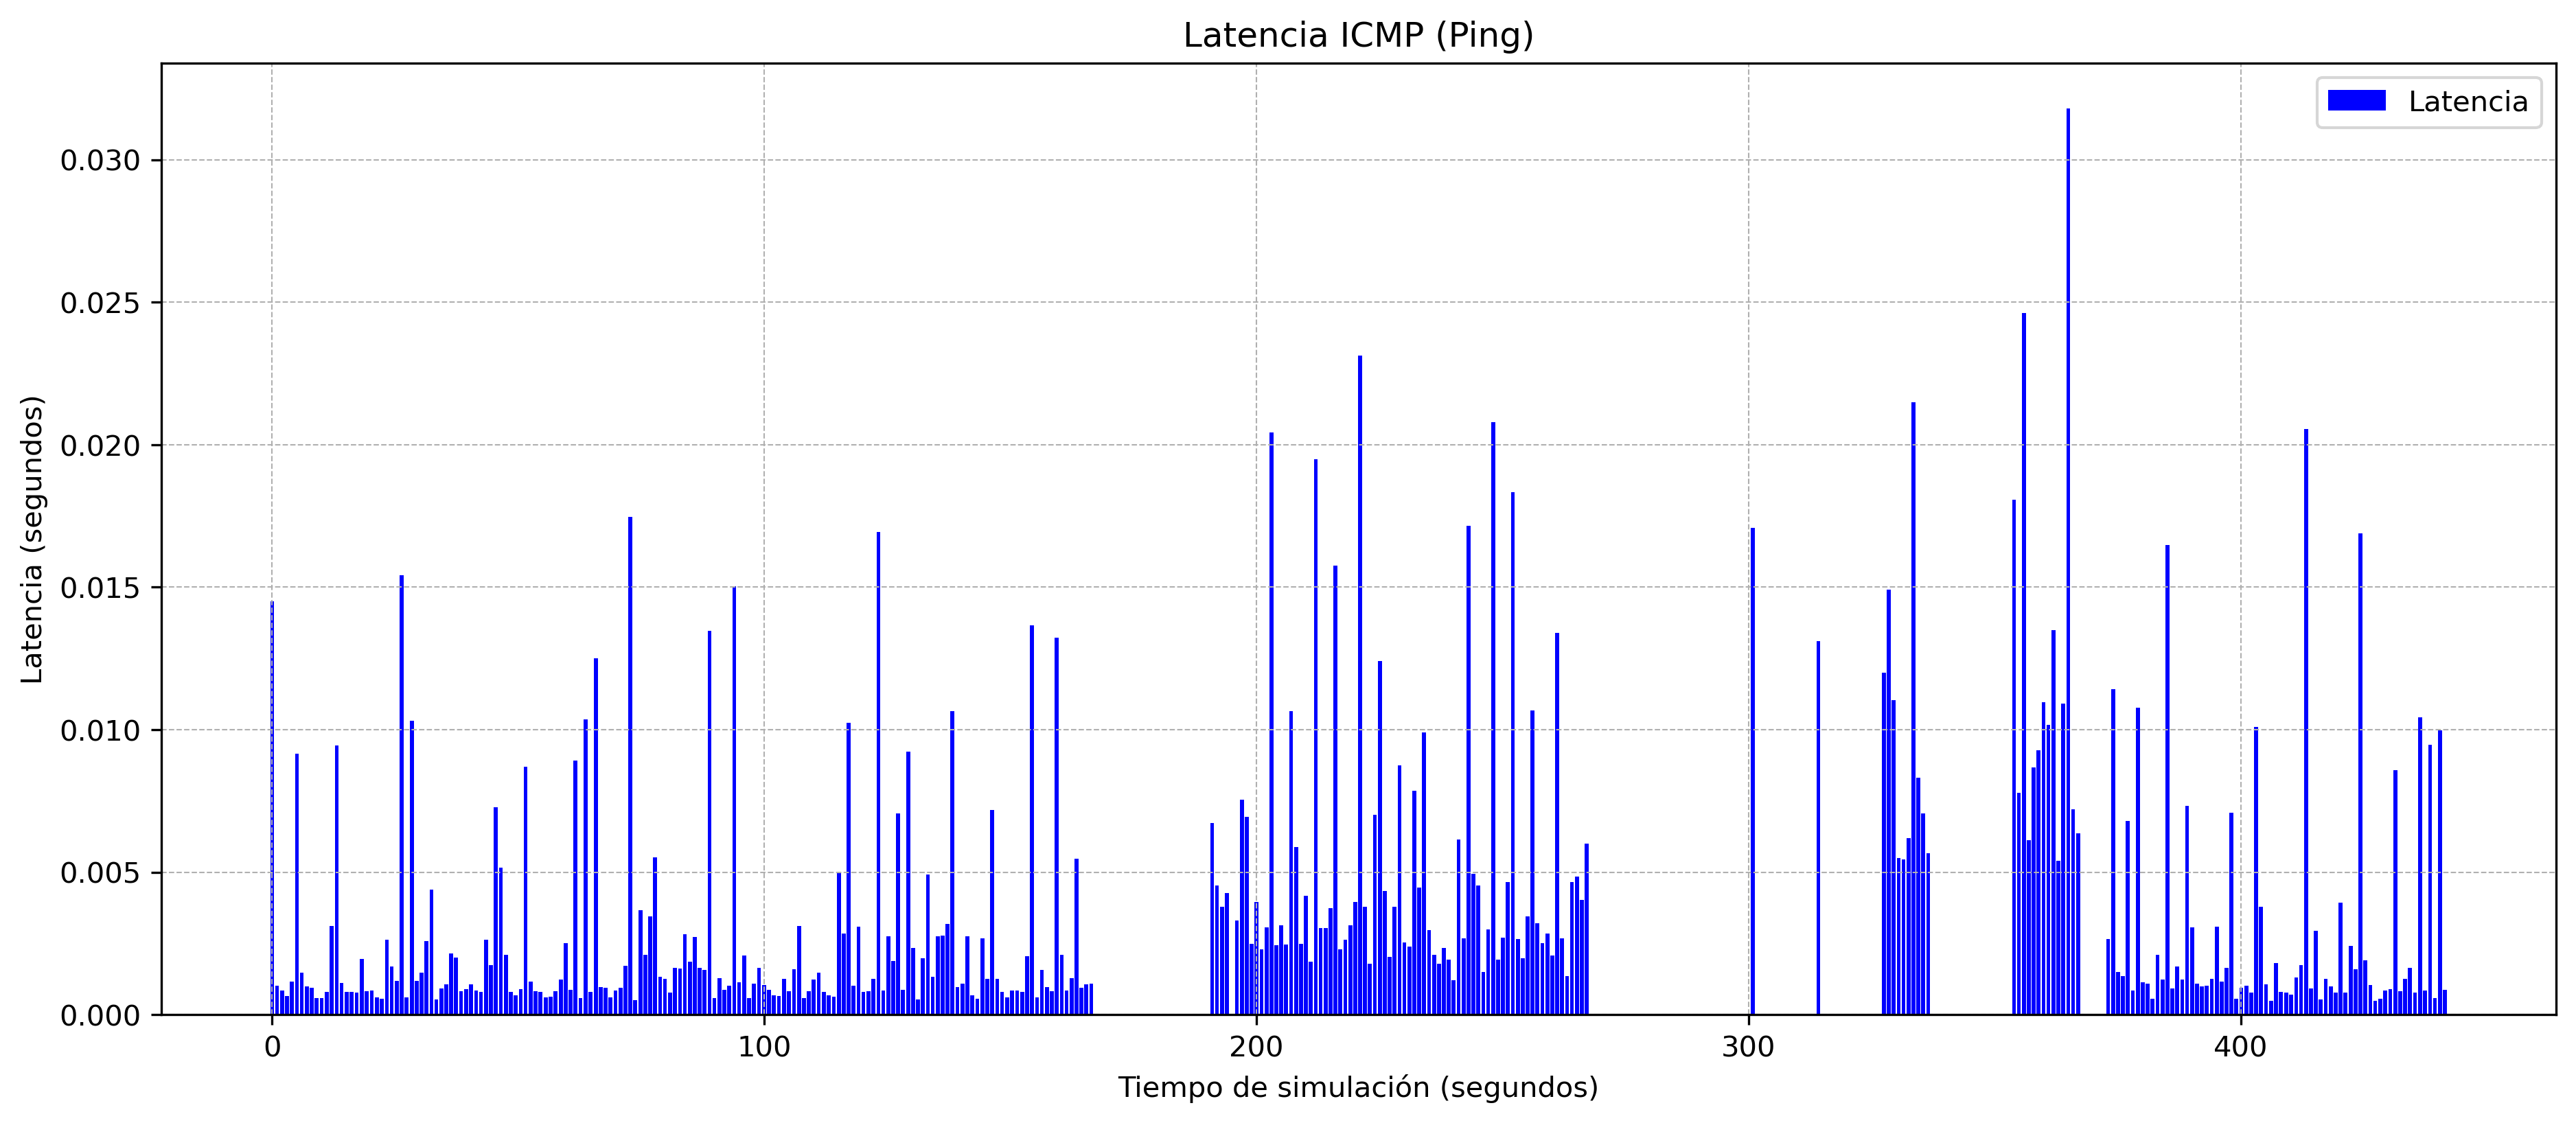 Latencia ICMP (Ping)
Latencia
0.030
0.025
0.020
0.015
0.010
0.005
0.000
Latencia (segundos)
0 100 200 300 400
Tiempo de simulación (segundos)